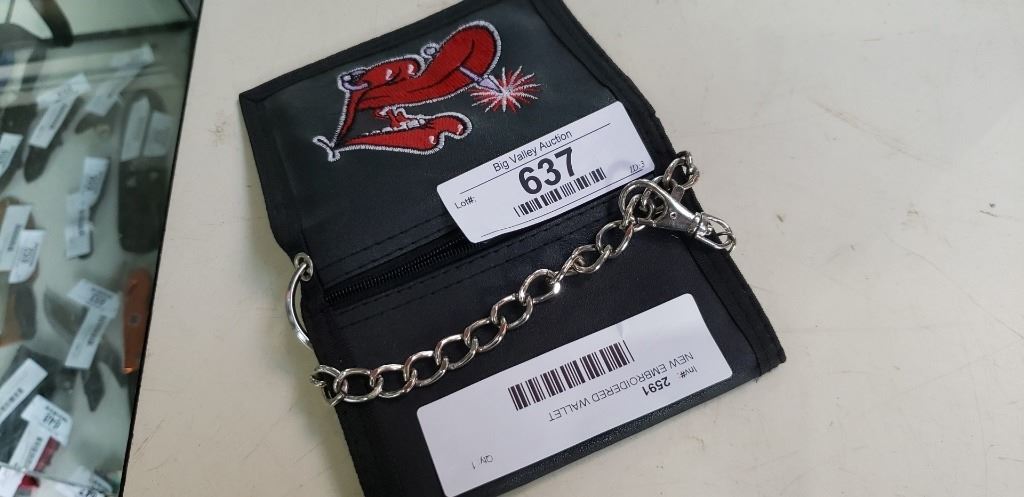 Big Valley Auction
Lot#:
637
ID:3
Inv#: 2591
NEW EMBROIDERED WALLET
Qty 1